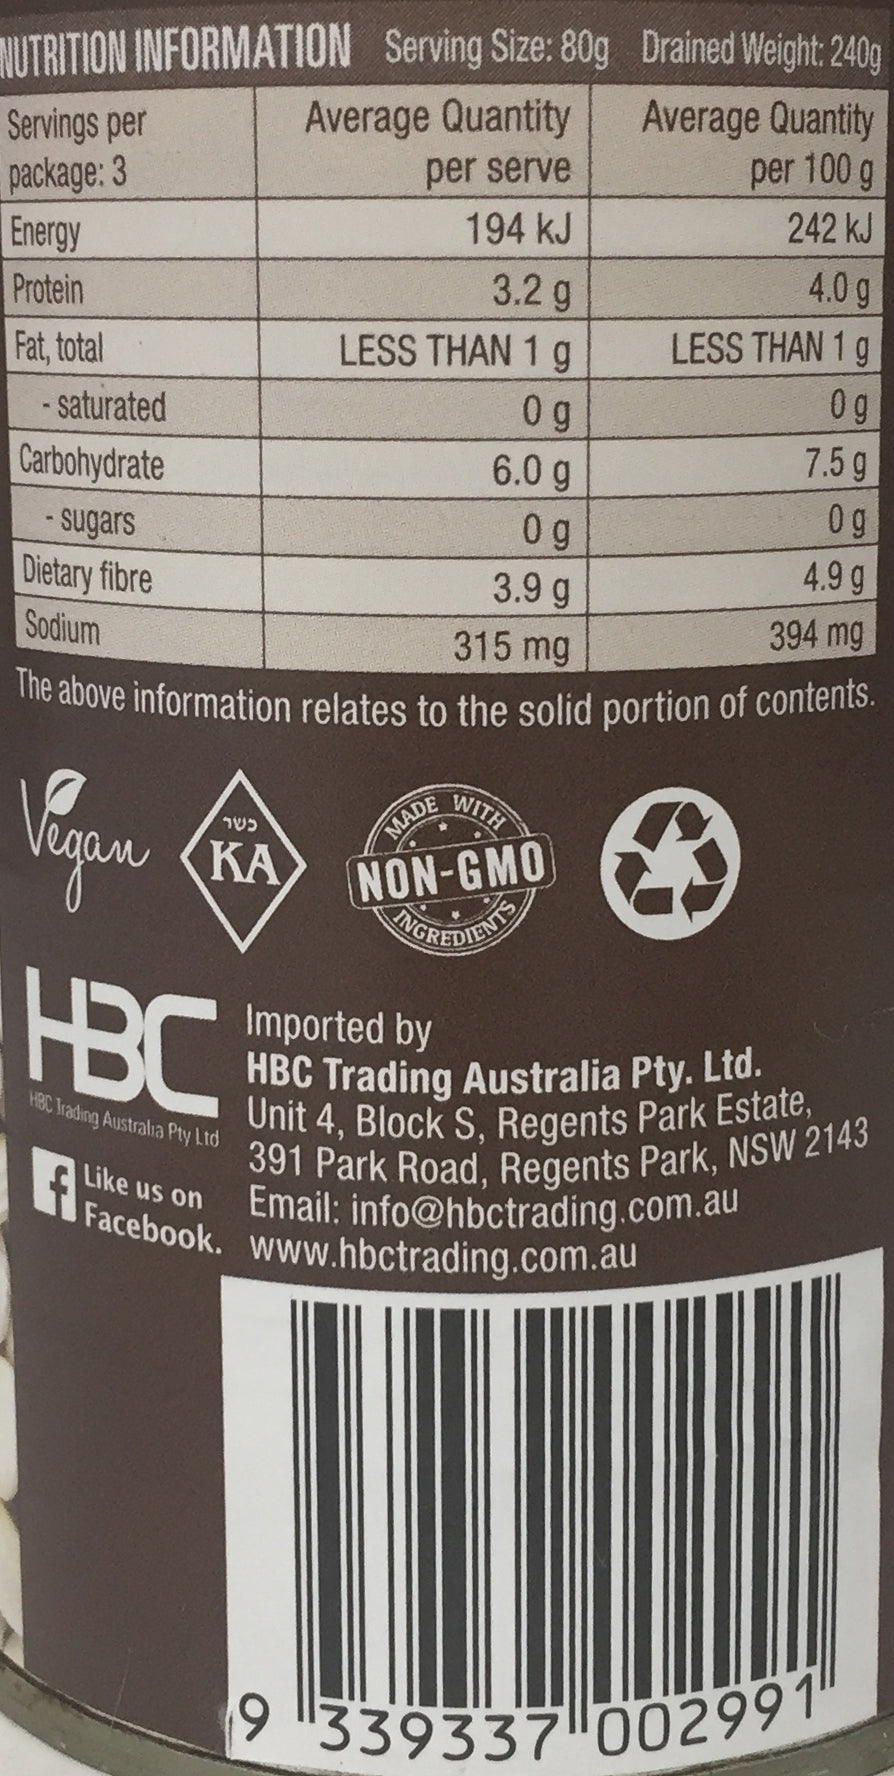 NUTRITION INFORMATION Serving Size: 80g Drained Weight: 240g
Servings per package: 3 Average Quantity per serve Average Quantity per 100 g
Energy 194 kJ 242 kJ
Protein 3.2 g 4.0 g
Fat, total LESS THAN 1 g LESS THAN 1 g
- saturated 0 g 0 g
Carbohydrate 6.0 g 7.5 g
- sugars 0 g 0 g
Dietary fibre 3.9 g 4.9 g
Sodium 315 mg 394 mg
The above information relates to the solid portion of contents.
Vegan
כשר
KA
MADE WITH
NON-GMO
INGREDIENTS
HBC
HBC Trading Australia Pty Ltd
Imported by
HBC Trading Australia Pty. Ltd.
Unit 4, Block S, Regents Park Estate,
391 Park Road, Regents Park, NSW 2143
Email: info@hbctrading.com.au
www.hbctrading.com.au
f Like us on
Facebook.
9 339337 002991